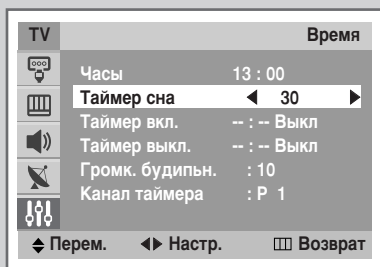 TV Время
Часы 13 : 00
Таймер сна ◀ 30 ▶
Таймер вкл. -- : -- Выкл
Таймер выкл. -- : -- Выкл
Громк. будипьн. : 10
Канал таймера : P 1
Перем. Настр. Возврат